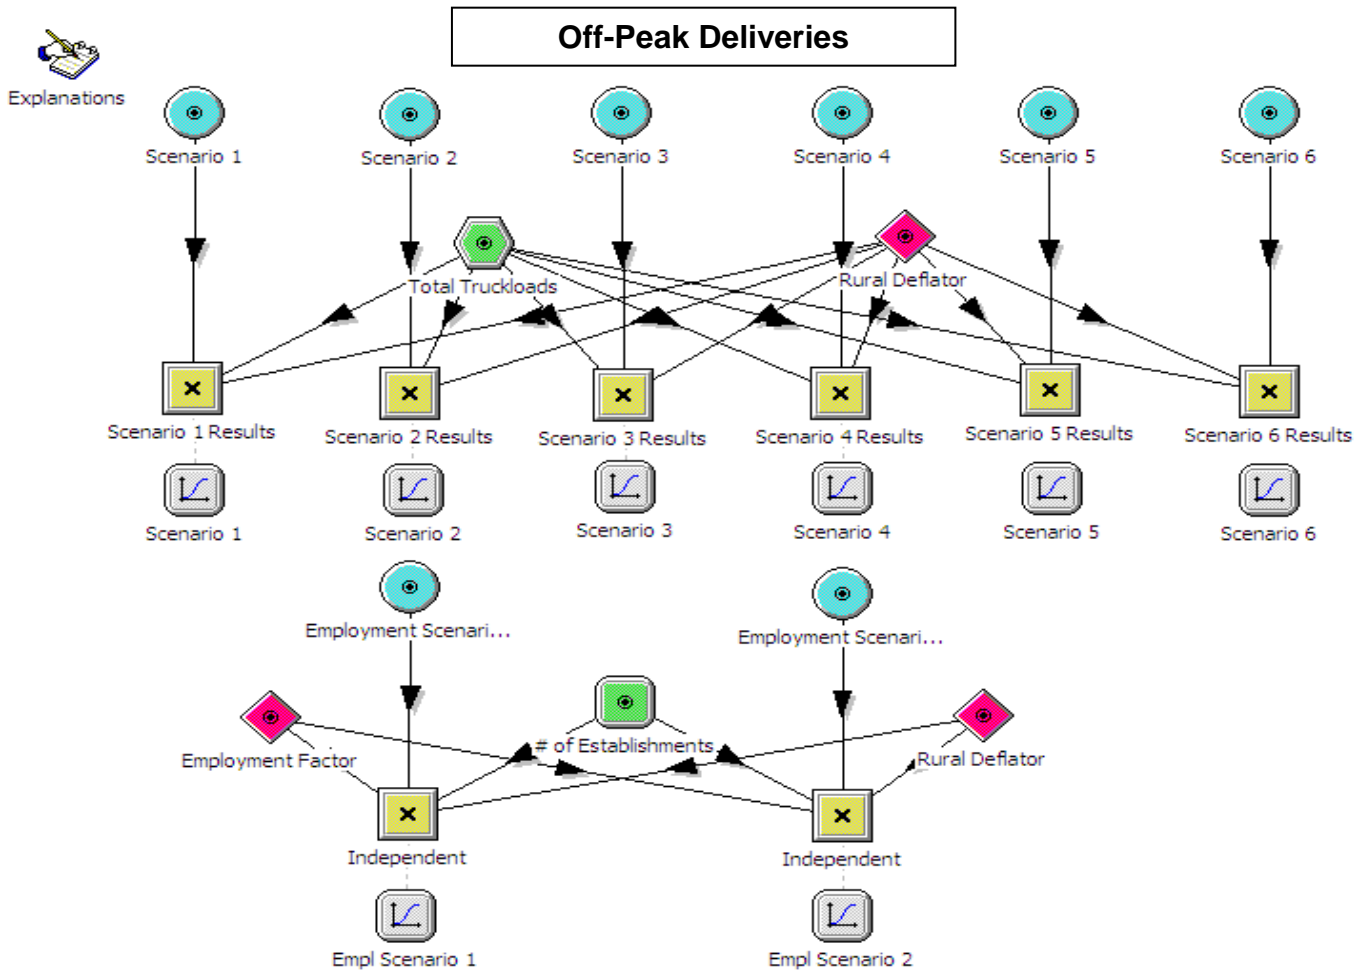 Off-Peak Deliveries
Explanations
Scenario 1
Scenario 2
Scenario 3
Scenario 4
Scenario 5
Scenario 6
Total Truckloads
Rural Deflator
Scenario 1 Results
Scenario 2 Results
Scenario 3 Results
Scenario 4 Results
Scenario 5 Results
Scenario 6 Results
Scenario 1
Scenario 2
Scenario 3
Scenario 4
Scenario 5
Scenario 6
Employment Scenari...
Employment Scenari...
Employment Factor
# of Establishments
Rural Deflator
Independent
Independent
Empl Scenario 1
Empl Scenario 2